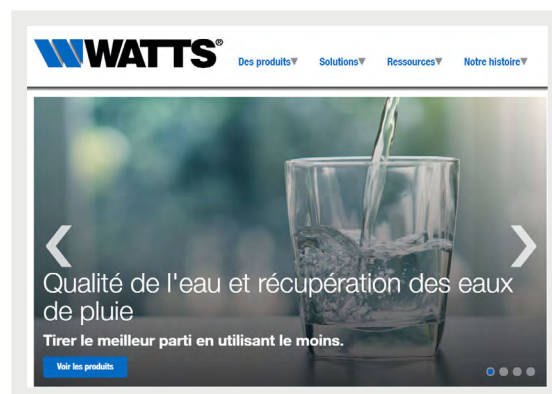 WATTS®
Des produits▼ Solutions▼ Ressources▼ Notre histoire▼
Qualité de l'eau et récupération des eaux
de pluie
Tirer le meilleur parti en utilisant le moins.
Voir les produits